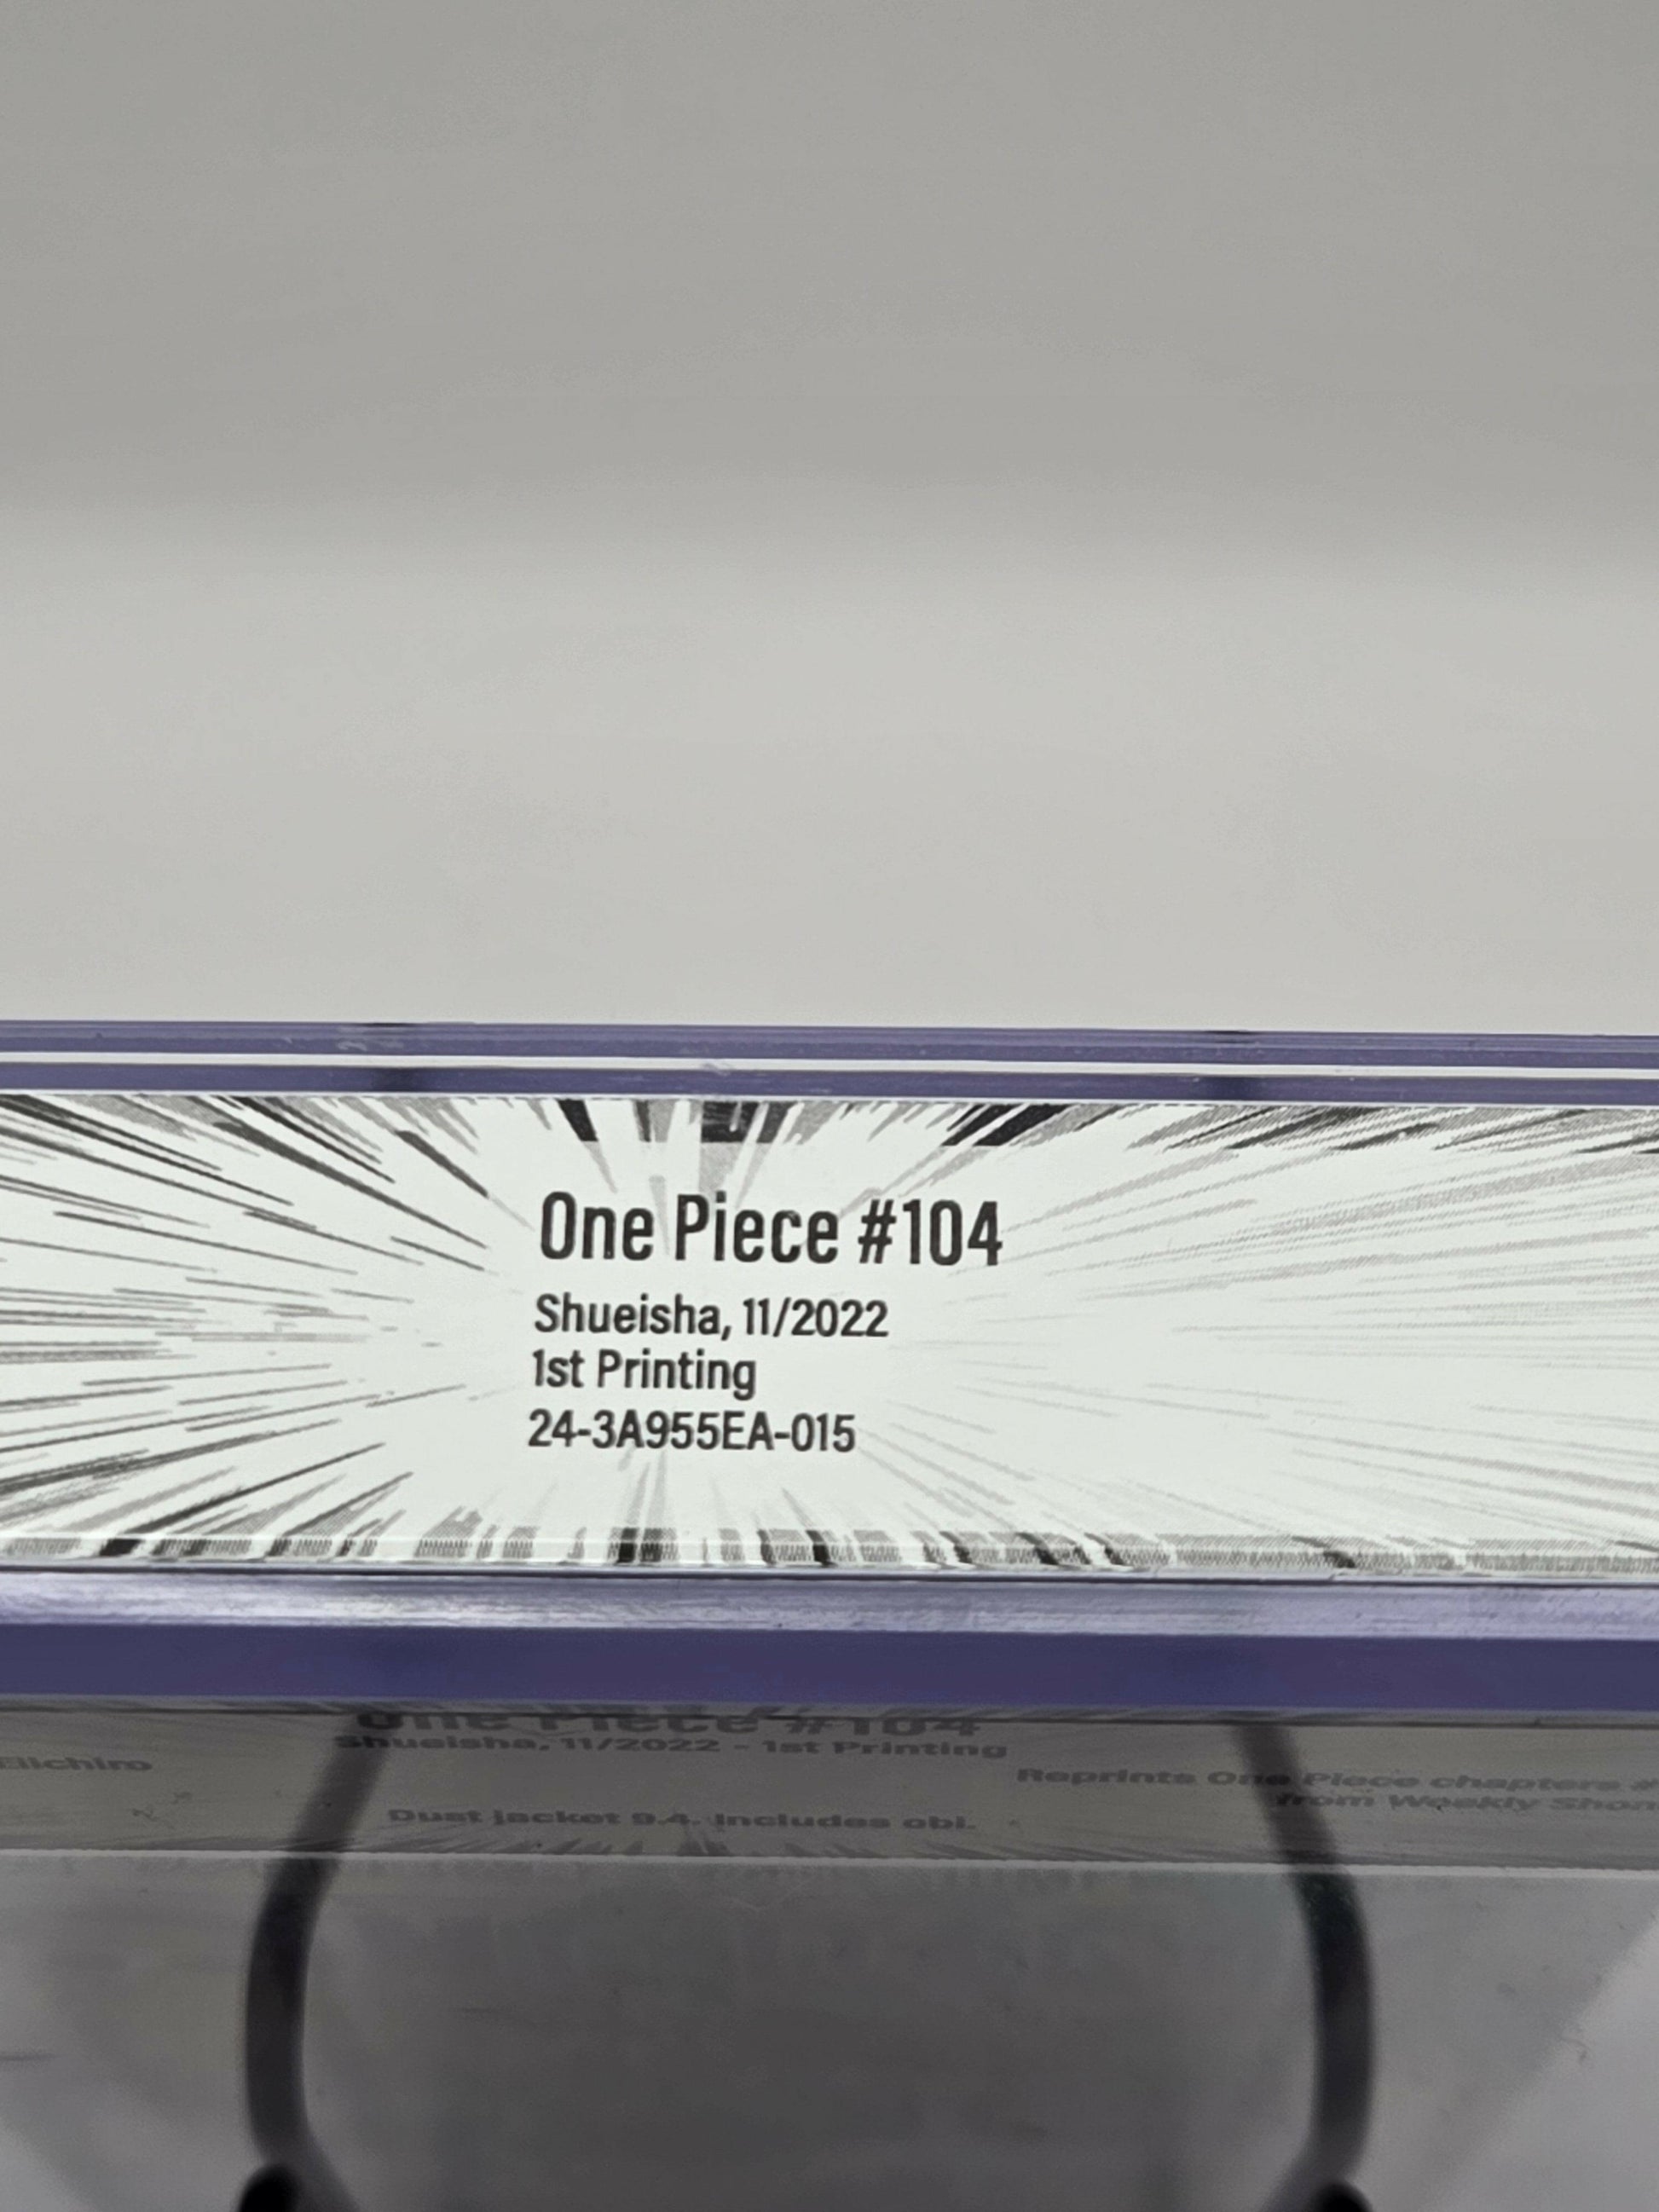 One Piece #104
Shueisha, 11/2022
1st Printing
24-3A955EA-015
One Piece #104
Shueisha, 11/2022 - 1st Printing
Eiichiro
Reprints One Piece chapters #
from Weekly Shon
Dust jacket 9.4. Includes obi.